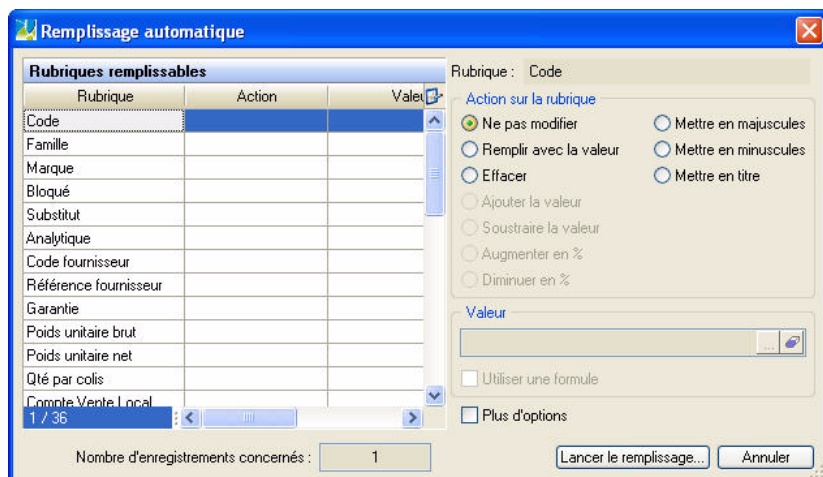 Remplissage automatique
Rubriques remplissables
Rubrique Action Valeu
Code
Famille
Marque
Bloqué
Substitut
Analytique
Code fournisseur
Référence fournisseur
Garantie
Poids unitaire brut
Poids unitaire net
Qté par colis
Compte Vente Local
1 / 36
Nombre d'enregistrements concernés : 1
Rubrique : Code
Action sur la rubrique
Ne pas modifier Mettre en majuscules
Remplir avec la valeur Mettre en minuscules
Effacer Mettre en titre
Ajouter la valeur
Soustraire la valeur
Augmenter en %
Diminuer en %
Valeur
...
Utiliser une formule
Plus d'options
Lancer le remplissage... Annuler